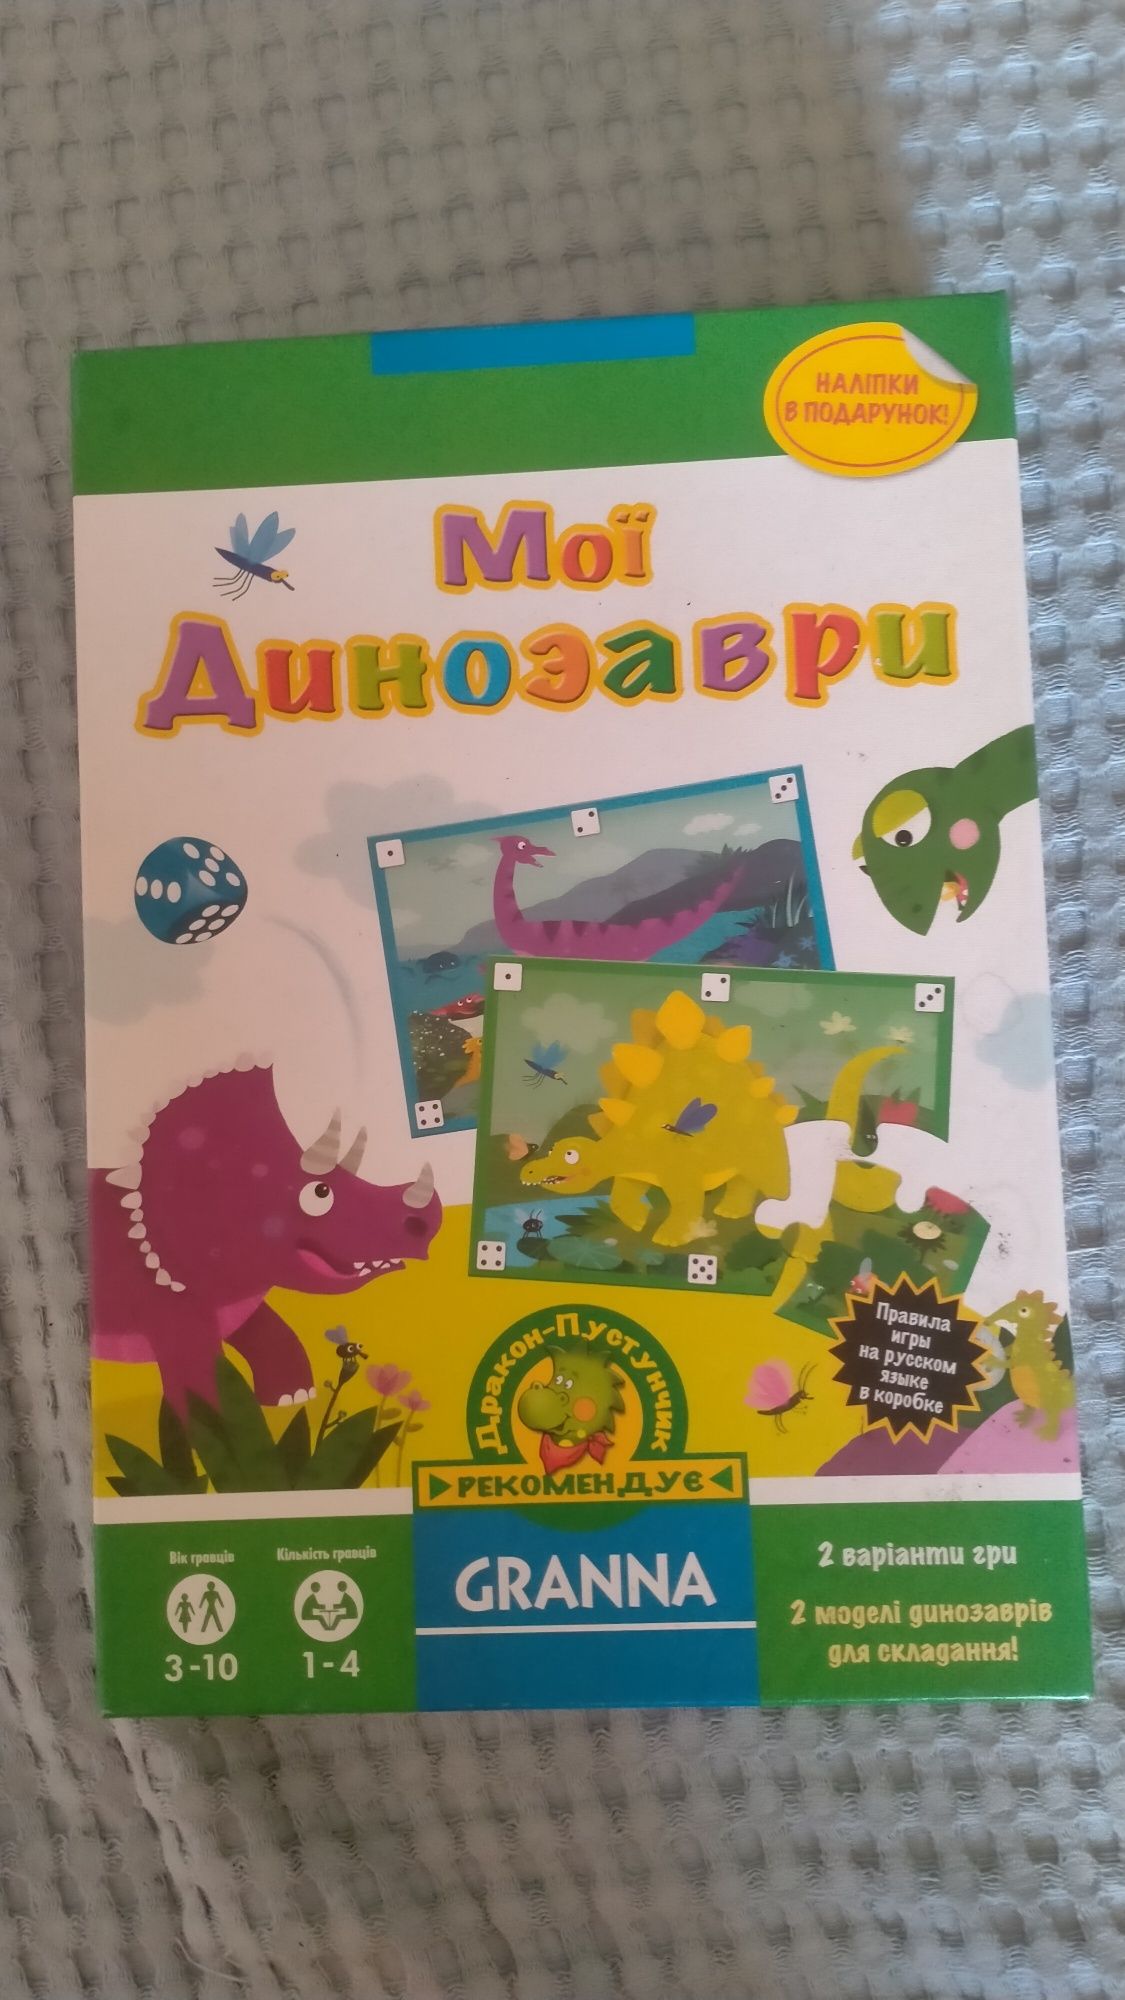 НАЛІПКИ
В ПОДАРУНОК!
Мої
Динозаври
Правила
игры
на русском
языке
в коробке
Дракон-Пустунчик
РЕКОМЕНДУЄ
Вік гравців
3-10
Кількість гравців
1-4
GRANNA
2 варіанти гри
2 моделі динозаврів
для складання!